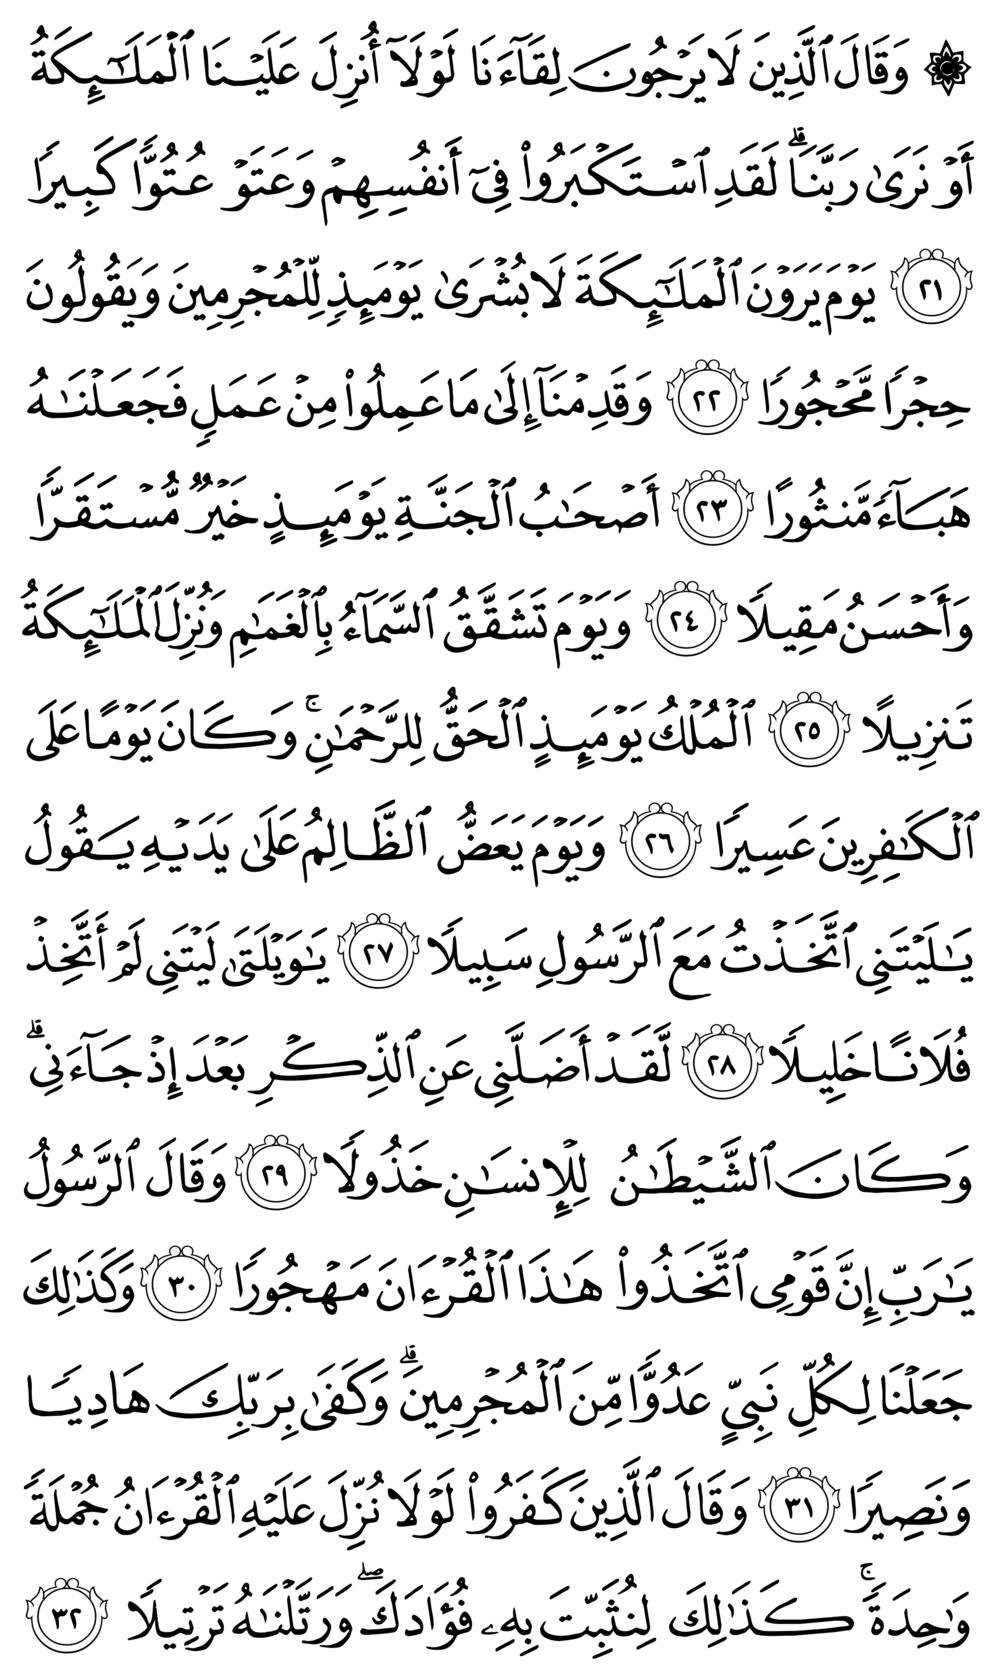 ۞ وَقَالَ ٱلَّذِينَ لَا يَرۡجُونَ لِقَآءَنَا لَوۡلَآ أُنزِلَ عَلَيۡنَا ٱلۡمَلَـٰٓئِكَةُ
أَوۡ نَرَىٰ رَبَّنَاۗ لَقَدِ ٱسۡتَكۡبَرُواْ فِيٓ أَنفُسِهِمۡ وَعَتَوۡ عُتُوّٗا كَبِيرٗا
٢١ يَوۡمَ يَرَوۡنَ ٱلۡمَلَـٰٓئِكَةَ لَا بُشۡرَىٰ يَوۡمَئِذٖ لِّلۡمُجۡرِمِينَ وَيَقُولُونَ
حِجۡرٗا مَّحۡجُورٗا ٢٢ وَقَدِمۡنَآ إِلَىٰ مَا عَمِلُواْ مِنۡ عَمَلٖ فَجَعَلۡنَٰهُ
هَبَآءٗ مَّنثُورًا ٢٣ أَصۡحَٰبُ ٱلۡجَنَّةِ يَوۡمَئِذٍ خَيۡرٞ مُّسۡتَقَرّٗا
وَأَحۡسَنُ مَقِيلٗا ٢٤ وَيَوۡمَ تَشَقَّقُ ٱلسَّمَآءُ بِٱلۡغَمَٰمِ وَنُزِّلَ ٱلۡمَلَـٰٓئِكَةُ
تَنزِيلًا ٢٥ ٱلۡمُلۡكُ يَوۡمَئِذٍ ٱلۡحَقُّ لِلرَّحۡمَٰنِۚ وَكَانَ يَوۡمًا عَلَى
ٱلۡكَٰفِرِينَ عَسِيرٗا ٢٦ وَيَوۡمَ يَعَضُّ ٱلظَّالِمُ عَلَىٰ يَدَيۡهِ يَقُولُ
يَٰلَيۡتَنِي ٱتَّخَذۡتُ مَعَ ٱلرَّسُولِ سَبِيلٗا ٢٧ يَٰوَيۡلَتَىٰ لَيۡتَنِي لَمۡ أَتَّخِذۡ
فُلَانًا خَلِيلٗا ٢٨ لَّقَدۡ أَضَلَّنِي عَنِ ٱلذِّكۡرِ بَعۡدَ إِذۡ جَآءَنِيۗ
وَكَانَ ٱلشَّيۡطَٰنُ لِلۡإِنسَٰنِ خَذُولٗا ٢٩ وَقَالَ ٱلرَّسُولُ
يَٰرَبِّ إِنَّ قَوۡمِي ٱتَّخَذُواْ هَٰذَا ٱلۡقُرۡءَانَ مَهۡجُورٗا ٣٠ وَكَذَٰلِكَ
جَعَلۡنَا لِكُلِّ نَبِيٍّ عَدُوّٗا مِّنَ ٱلۡمُجۡرِمِينَۗ وَكَفَىٰ بِرَبِّكَ هَادِيٗا
وَنَصِيرٗا ٣١ وَقَالَ ٱلَّذِينَ كَفَرُواْ لَوۡلَا نُزِّلَ عَلَيۡهِ ٱلۡقُرۡءَانُ جُمۡلَةٗ
وَٰحِدَةٗۚ كَذَٰلِكَ لِنُثَبِّتَ بِهِۦ فُؤَادَكَۖ وَرَتَّلۡنَٰهُ تَرۡتِيلٗا ٣٢